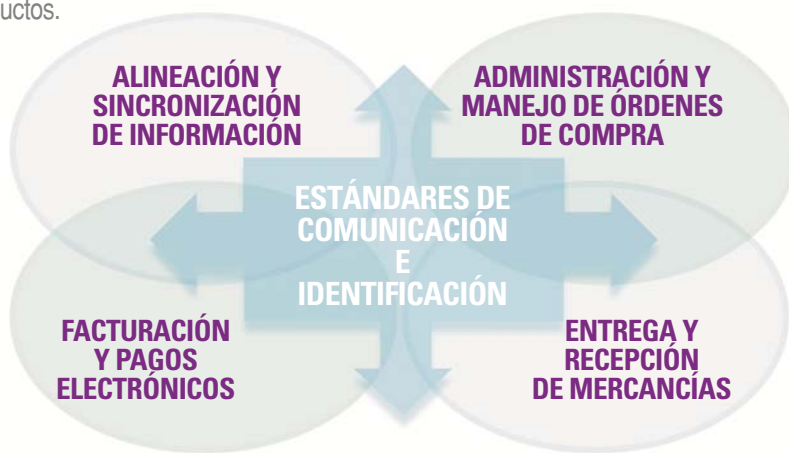 uctos.
ALINEACIÓN Y
SINCRONIZACIÓN
DE INFORMACIÓN
ADMINISTRACIÓN Y
MANEJO DE ÓRDENES
DE COMPRA
ESTÁNDARES DE
COMUNICACIÓN
E
IDENTIFICACIÓN
FACTURACIÓN
Y PAGOS
ELECTRÓNICOS
ENTREGA Y
RECEPCIÓN
DE MERCANCÍAS